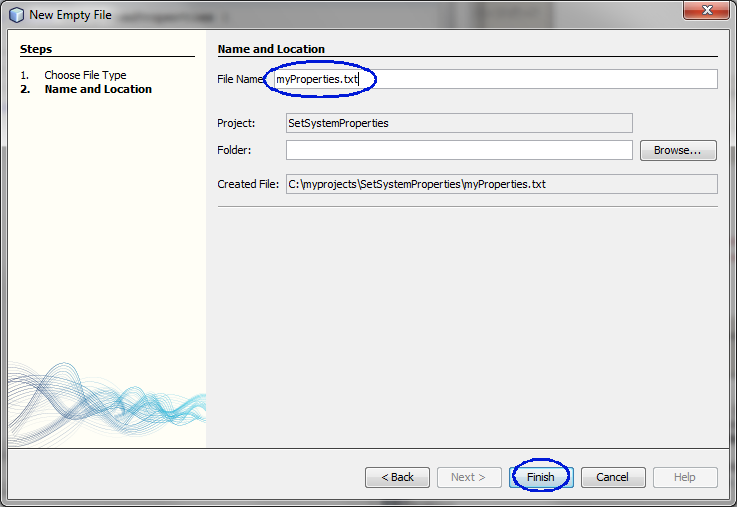 New Empty File
Steps
1. Choose File Type
2. Name and Location
Name and Location
File Name: myProperties.txt
Project: SetSystemProperties
Folder:
Browse...
Created File: C:\myprojects\SetSystemProperties\myProperties.txt
< Back Next > Finish Cancel Help